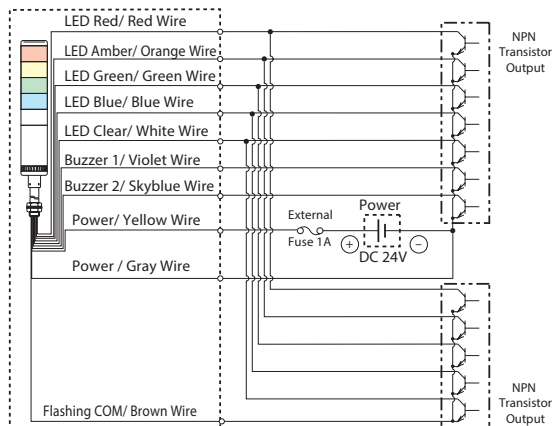 LED Red/ Red Wire
LED Amber/ Orange Wire
LED Green/ Green Wire
LED Blue/ Blue Wire
LED Clear/ White Wire
Buzzer 1/ Violet Wire
Buzzer 2/ Skyblue Wire
Power/ Yellow Wire
Power / Gray Wire
Flashing COM/ Brown Wire
NPN
Transistor
Output
External
Fuse 1A
Power
+
−
DC 24V
NPN
Transistor
Output